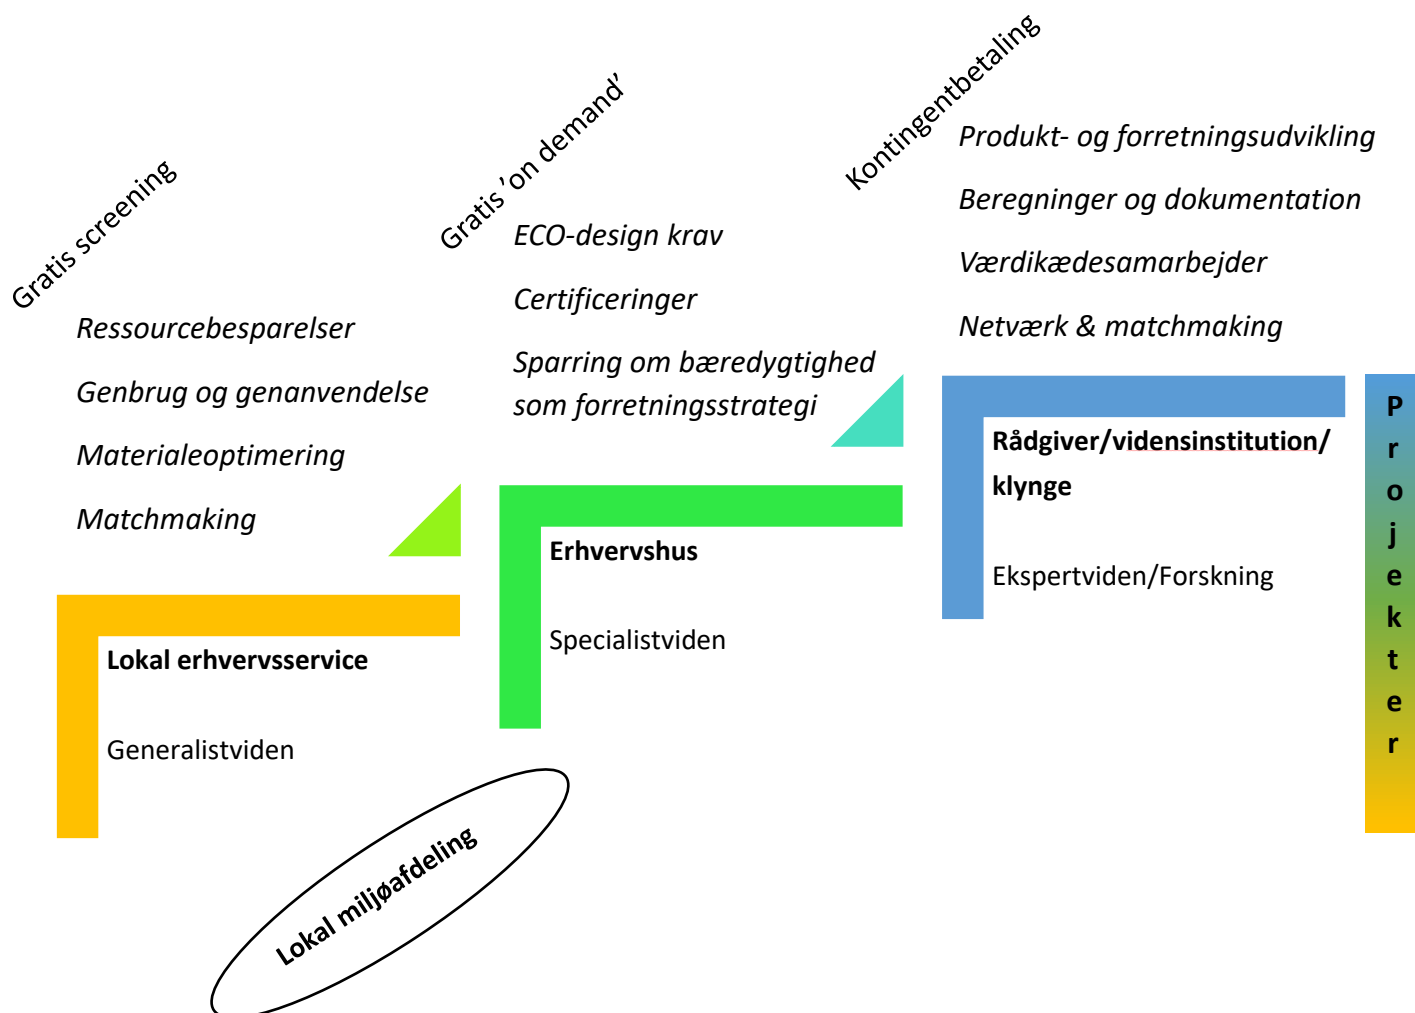 Gratis screening
Ressourcebesparelser
Genbrug og genanvendelse
Materialeoptimering
Matchmaking
Lokal erhvervsservice
Generalistviden
Gratis ’on demand’
ECO-design krav
Certificeringer
Sparring om bæredygtighed
som forretningsstrategi
Erhvervshus
Specialistviden
Kontingentbetaling
Produkt- og forretningsudvikling
Beregninger og dokumentation
Værdikædesamarbejder
Netværk & matchmaking
Rådgiver/vidensinstitution/
klynge
Ekspertviden/Forskning
Projekter
Lokal miljøafdeling